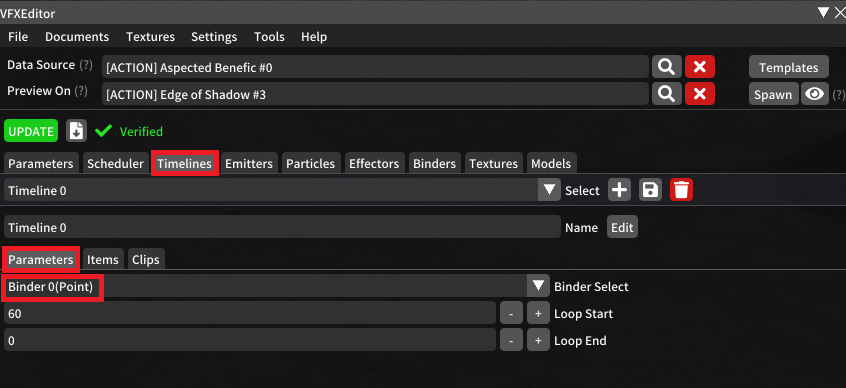 VFXEditor
File Documents Textures Settings Tools Help
Data Source (?) [ACTION] Aspected Benefic #0 Templates
Preview On (?) [ACTION] Edge of Shadow #3 Spawn (?)
UPDATE Verified
Parameters Scheduler Timelines Emitters Particles Effectors Binders Textures Models
Timeline 0 Select
Timeline 0 Name Edit
Parameters Items Clips
Binder 0(Point) Binder Select
60 - + Loop Start
0 - + Loop End